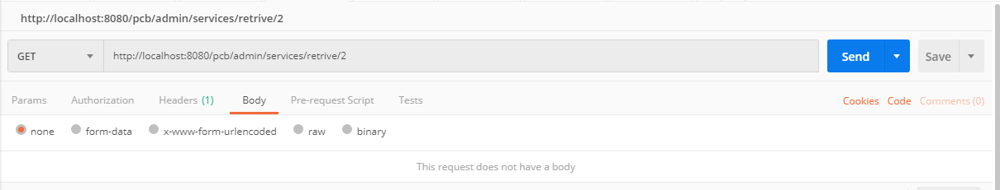 http://localhost:8080/pcb/admin/services/retrive/2
GET http://localhost:8080/pcb/admin/services/retrive/2 Send Save
Params Authorization Headers (1) Body Pre-request Script Tests Cookies Code Comments (0)
none form-data x-www-form-urlencoded raw binary
This request does not have a body